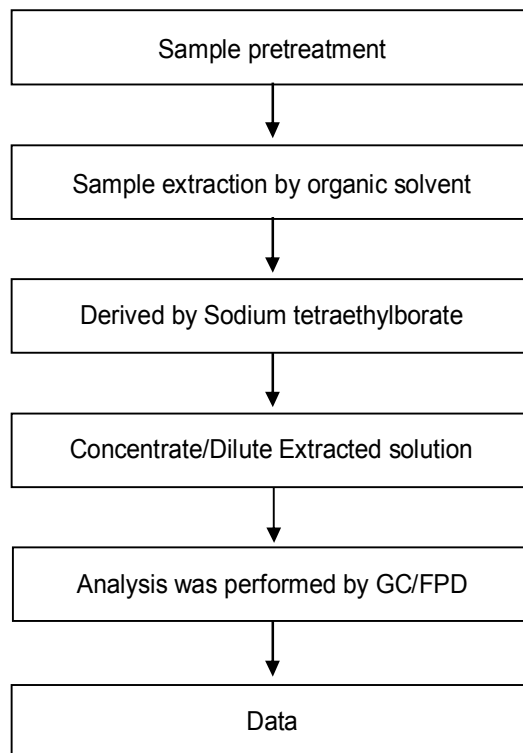 Sample pretreatment
Sample extraction by organic solvent
Derived by Sodium tetraethylborate
Concentrate/Dilute Extracted solution
Analysis was performed by GC/FPD
Data